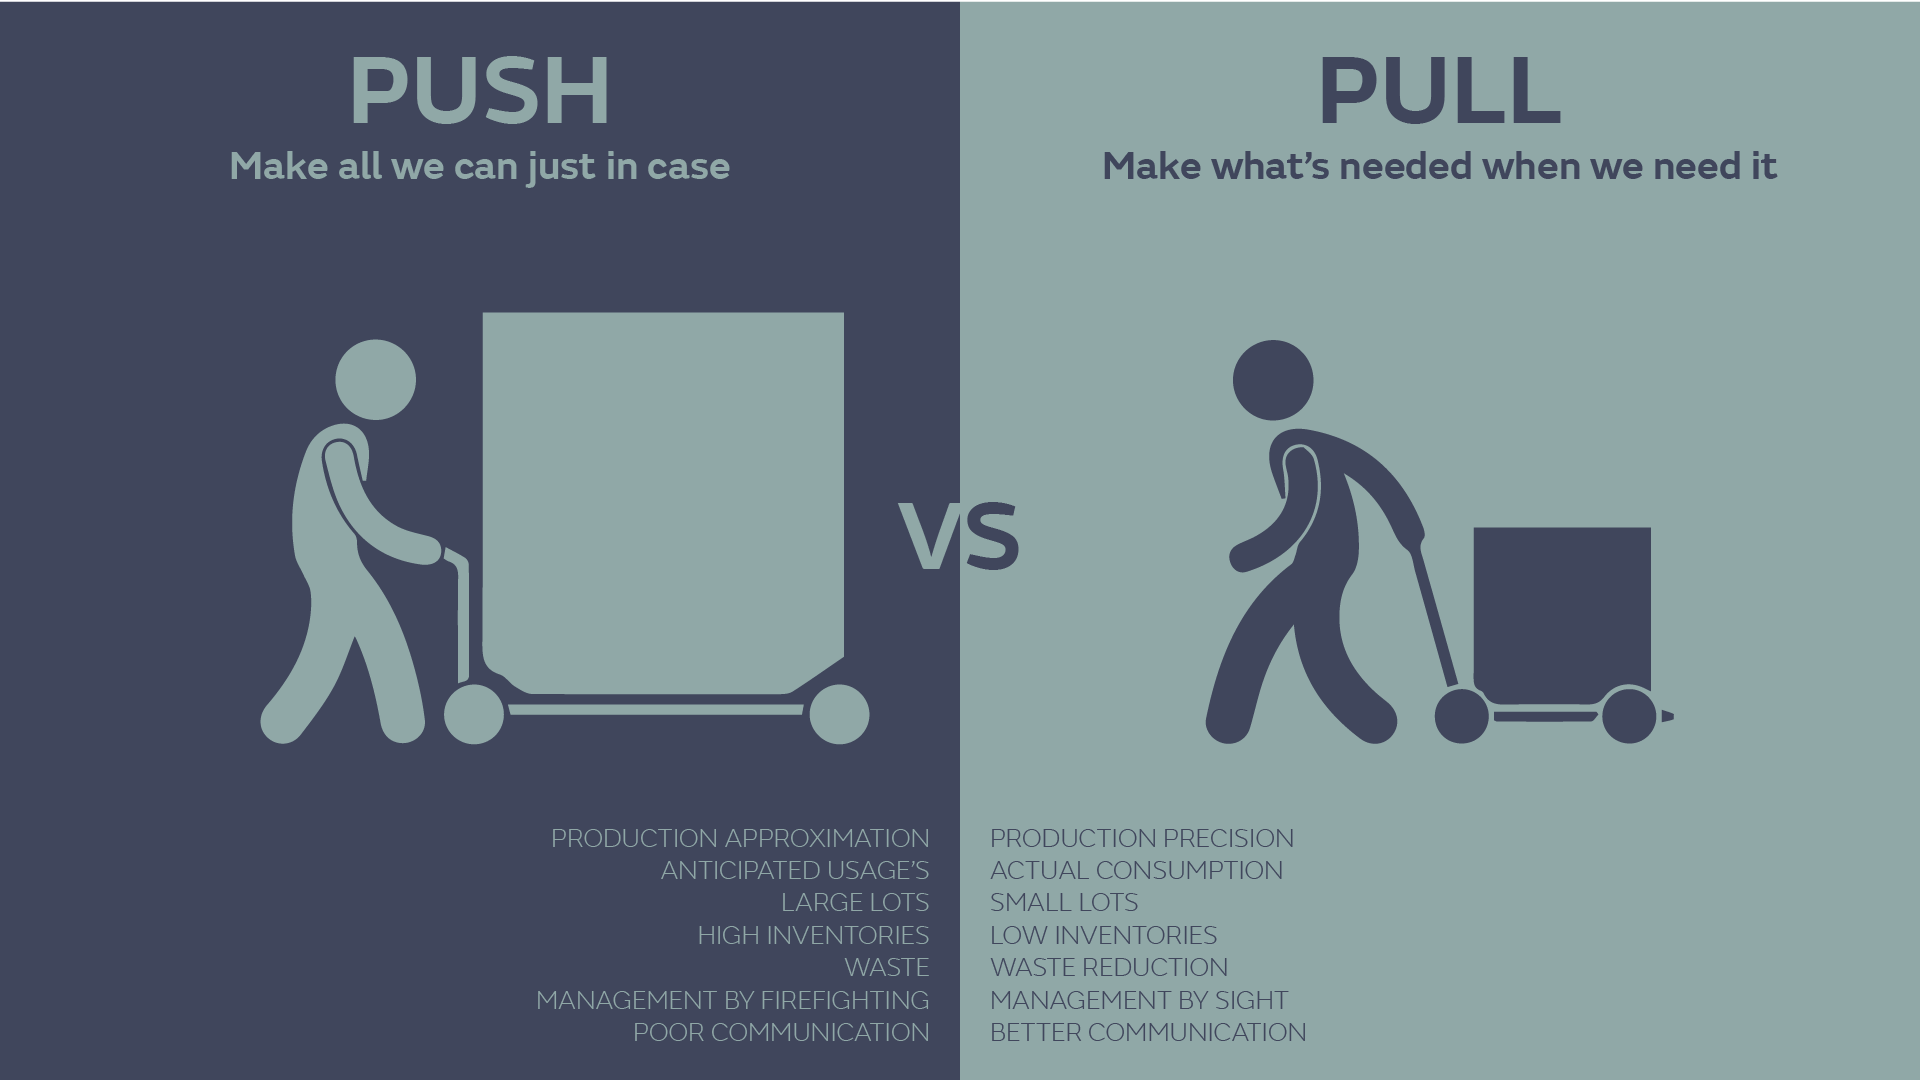 PUSH
Make all we can just in case
PULL
Make what’s needed when we need it
VS
PRODUCTION APPROXIMATION
ANTICIPATED USAGE’S
LARGE LOTS
HIGH INVENTORIES
WASTE
MANAGEMENT BY FIREFIGHTING
POOR COMMUNICATION
PRODUCTION PRECISION
ACTUAL CONSUMPTION
SMALL LOTS
LOW INVENTORIES
WASTE REDUCTION
MANAGEMENT BY SIGHT
BETTER COMMUNICATION